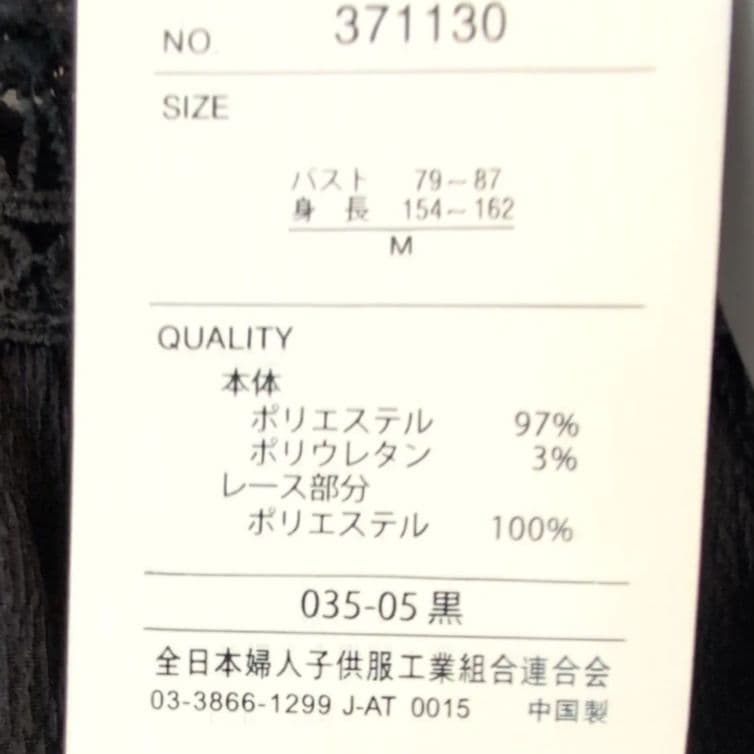 NO. 371130
SIZE
バスト 79－87
身 長 154－162
M
QUALITY
本体
ポリエステル 97%
ポリウレタン 3%
レース部分
ポリエステル 100%
035-05 黒
全日本婦人子供服工業組合連合会
03-3866-1299 J-AT 0015 中国製